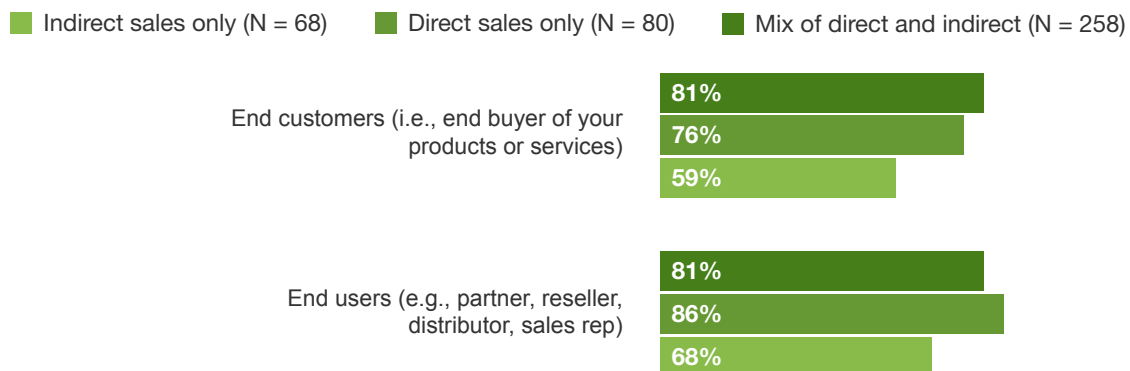 Indirect sales only (N = 68) Direct sales only (N = 80) Mix of direct and indirect (N = 258)
End customers (i.e., end buyer of your
products or services)
81%
76%
59%
End users (e.g., partner, reseller,
distributor, sales rep)
81%
86%
68%